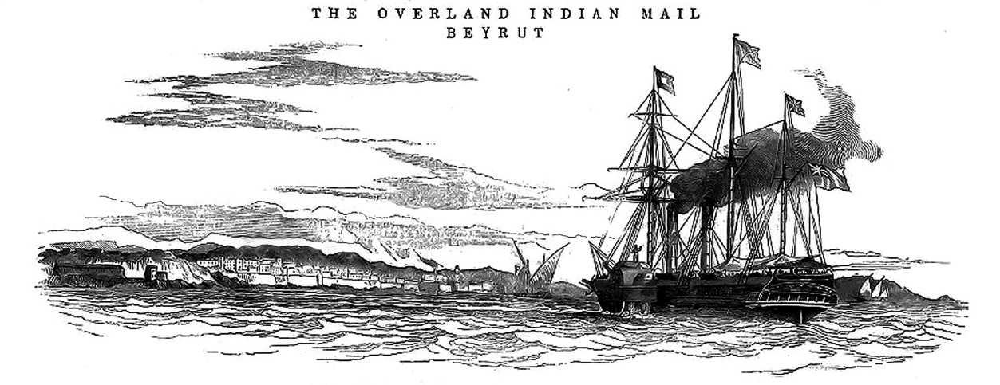 THE OVERLAND INDIAN MAIL
BEYRUT